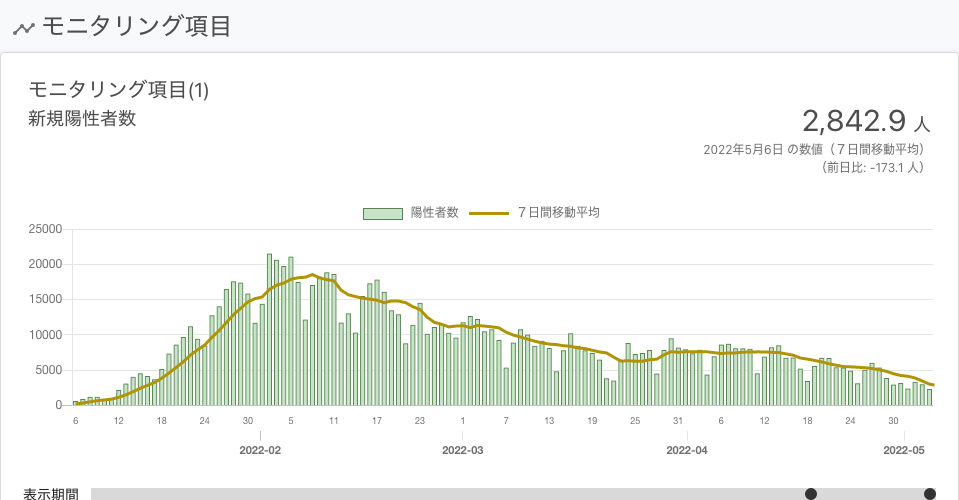 モニタリング項目
モニタリング項目(1)
新規陽性者数
2,842.9 人
2022年5月6日 の数値（７日間移動平均）
（前日比: -173.1 人）
陽性者数 ７日間移動平均
25000
20000
15000
10000
5000
0
6 12 18 24 30 5 11 17 23 1 7 13 19 25 31 6 12 18 24 30
2022-02 2022-03 2022-04 2022-05
表示期間